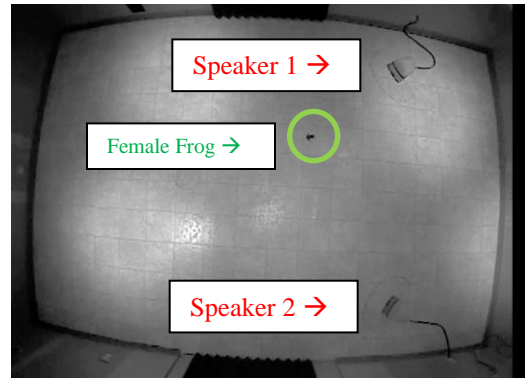 Speaker 1 →
Female Frog →
Speaker 2 →